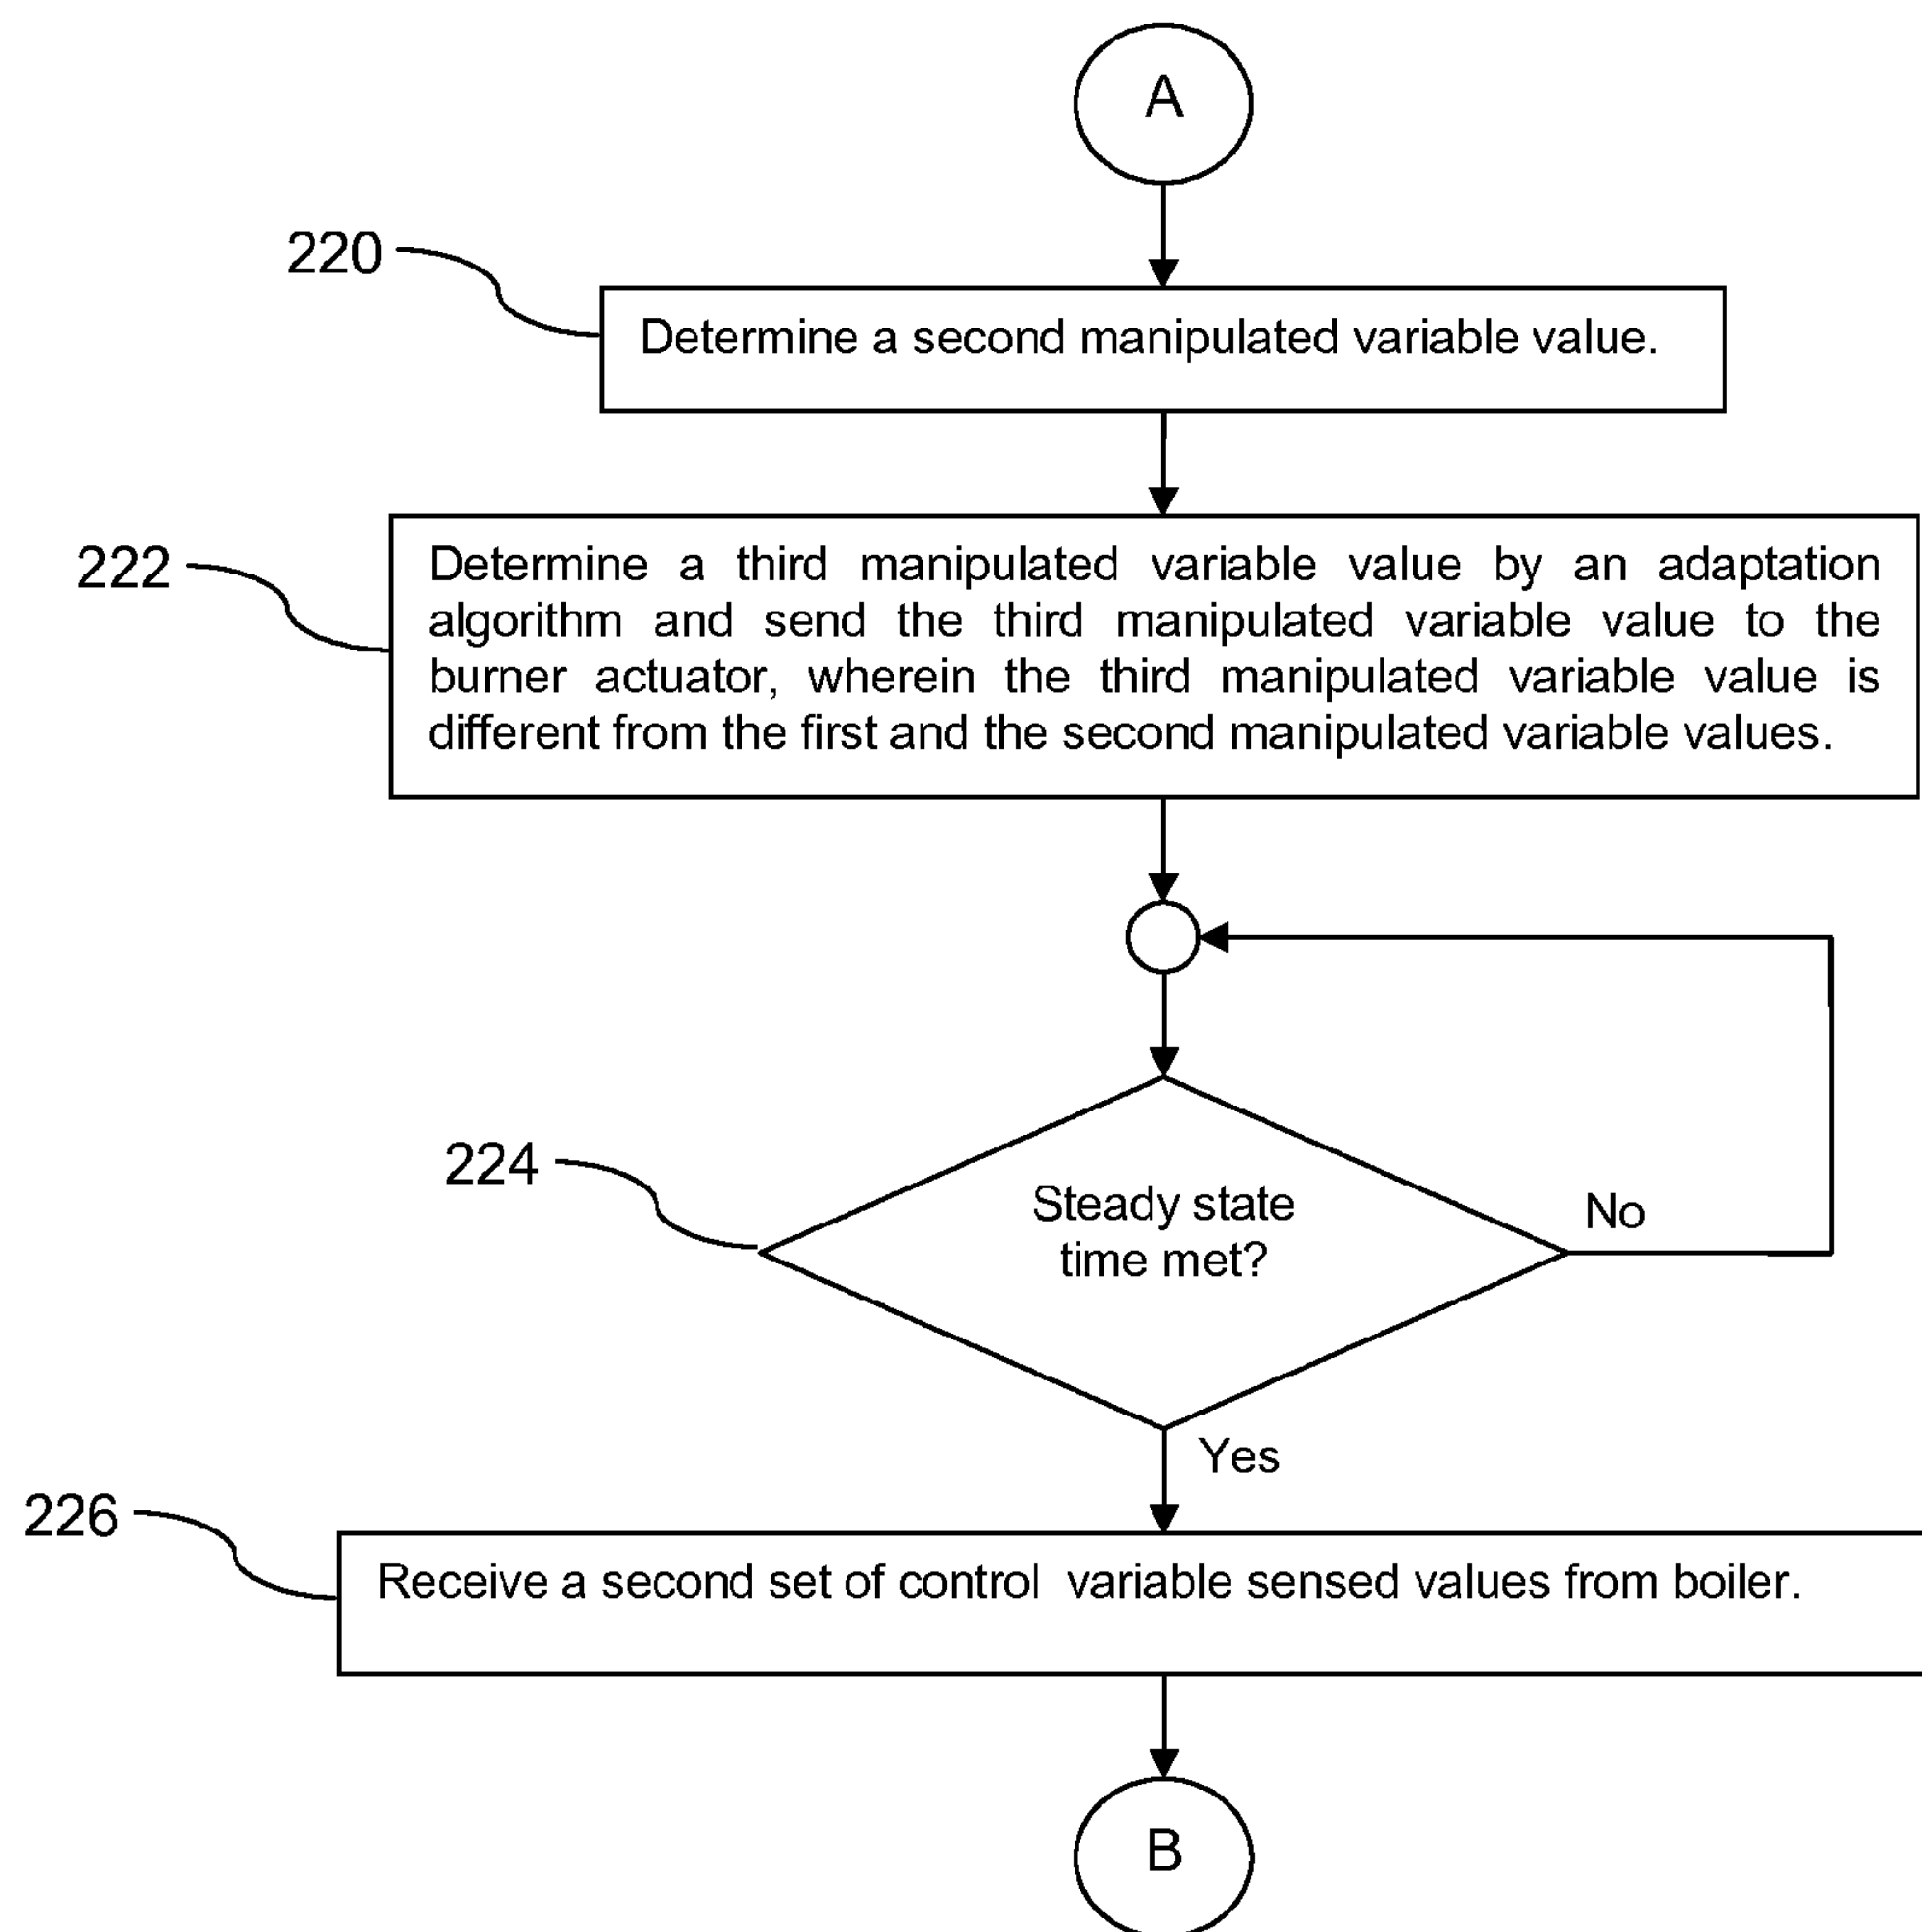 A
220
Determine a second manipulated variable value.
222
Determine a third manipulated variable value by an adaptation
algorithm and send the third manipulated variable value to the
burner actuator, wherein the third manipulated variable value is
different from the first and the second manipulated variable values.
224
Steady state
time met?
No
Yes
226
Receive a second set of control variable sensed values from boiler.
B